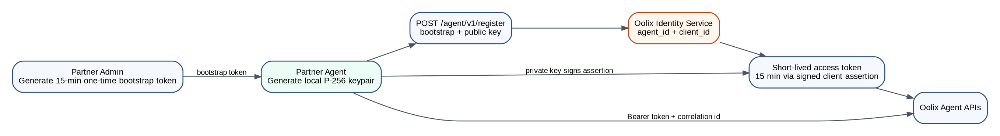 POST /agent/v1/register
bootstrap + public key
Oolix Identity Service
agent_id + client_id
Partner Admin
Generate 15-min one-time bootstrap token
bootstrap token
Partner Agent
Generate local P-256 keypair
private key signs assertion
Short-lived access token
15 min via signed client assertion
Bearer token + correlation id
Oolix Agent APIs